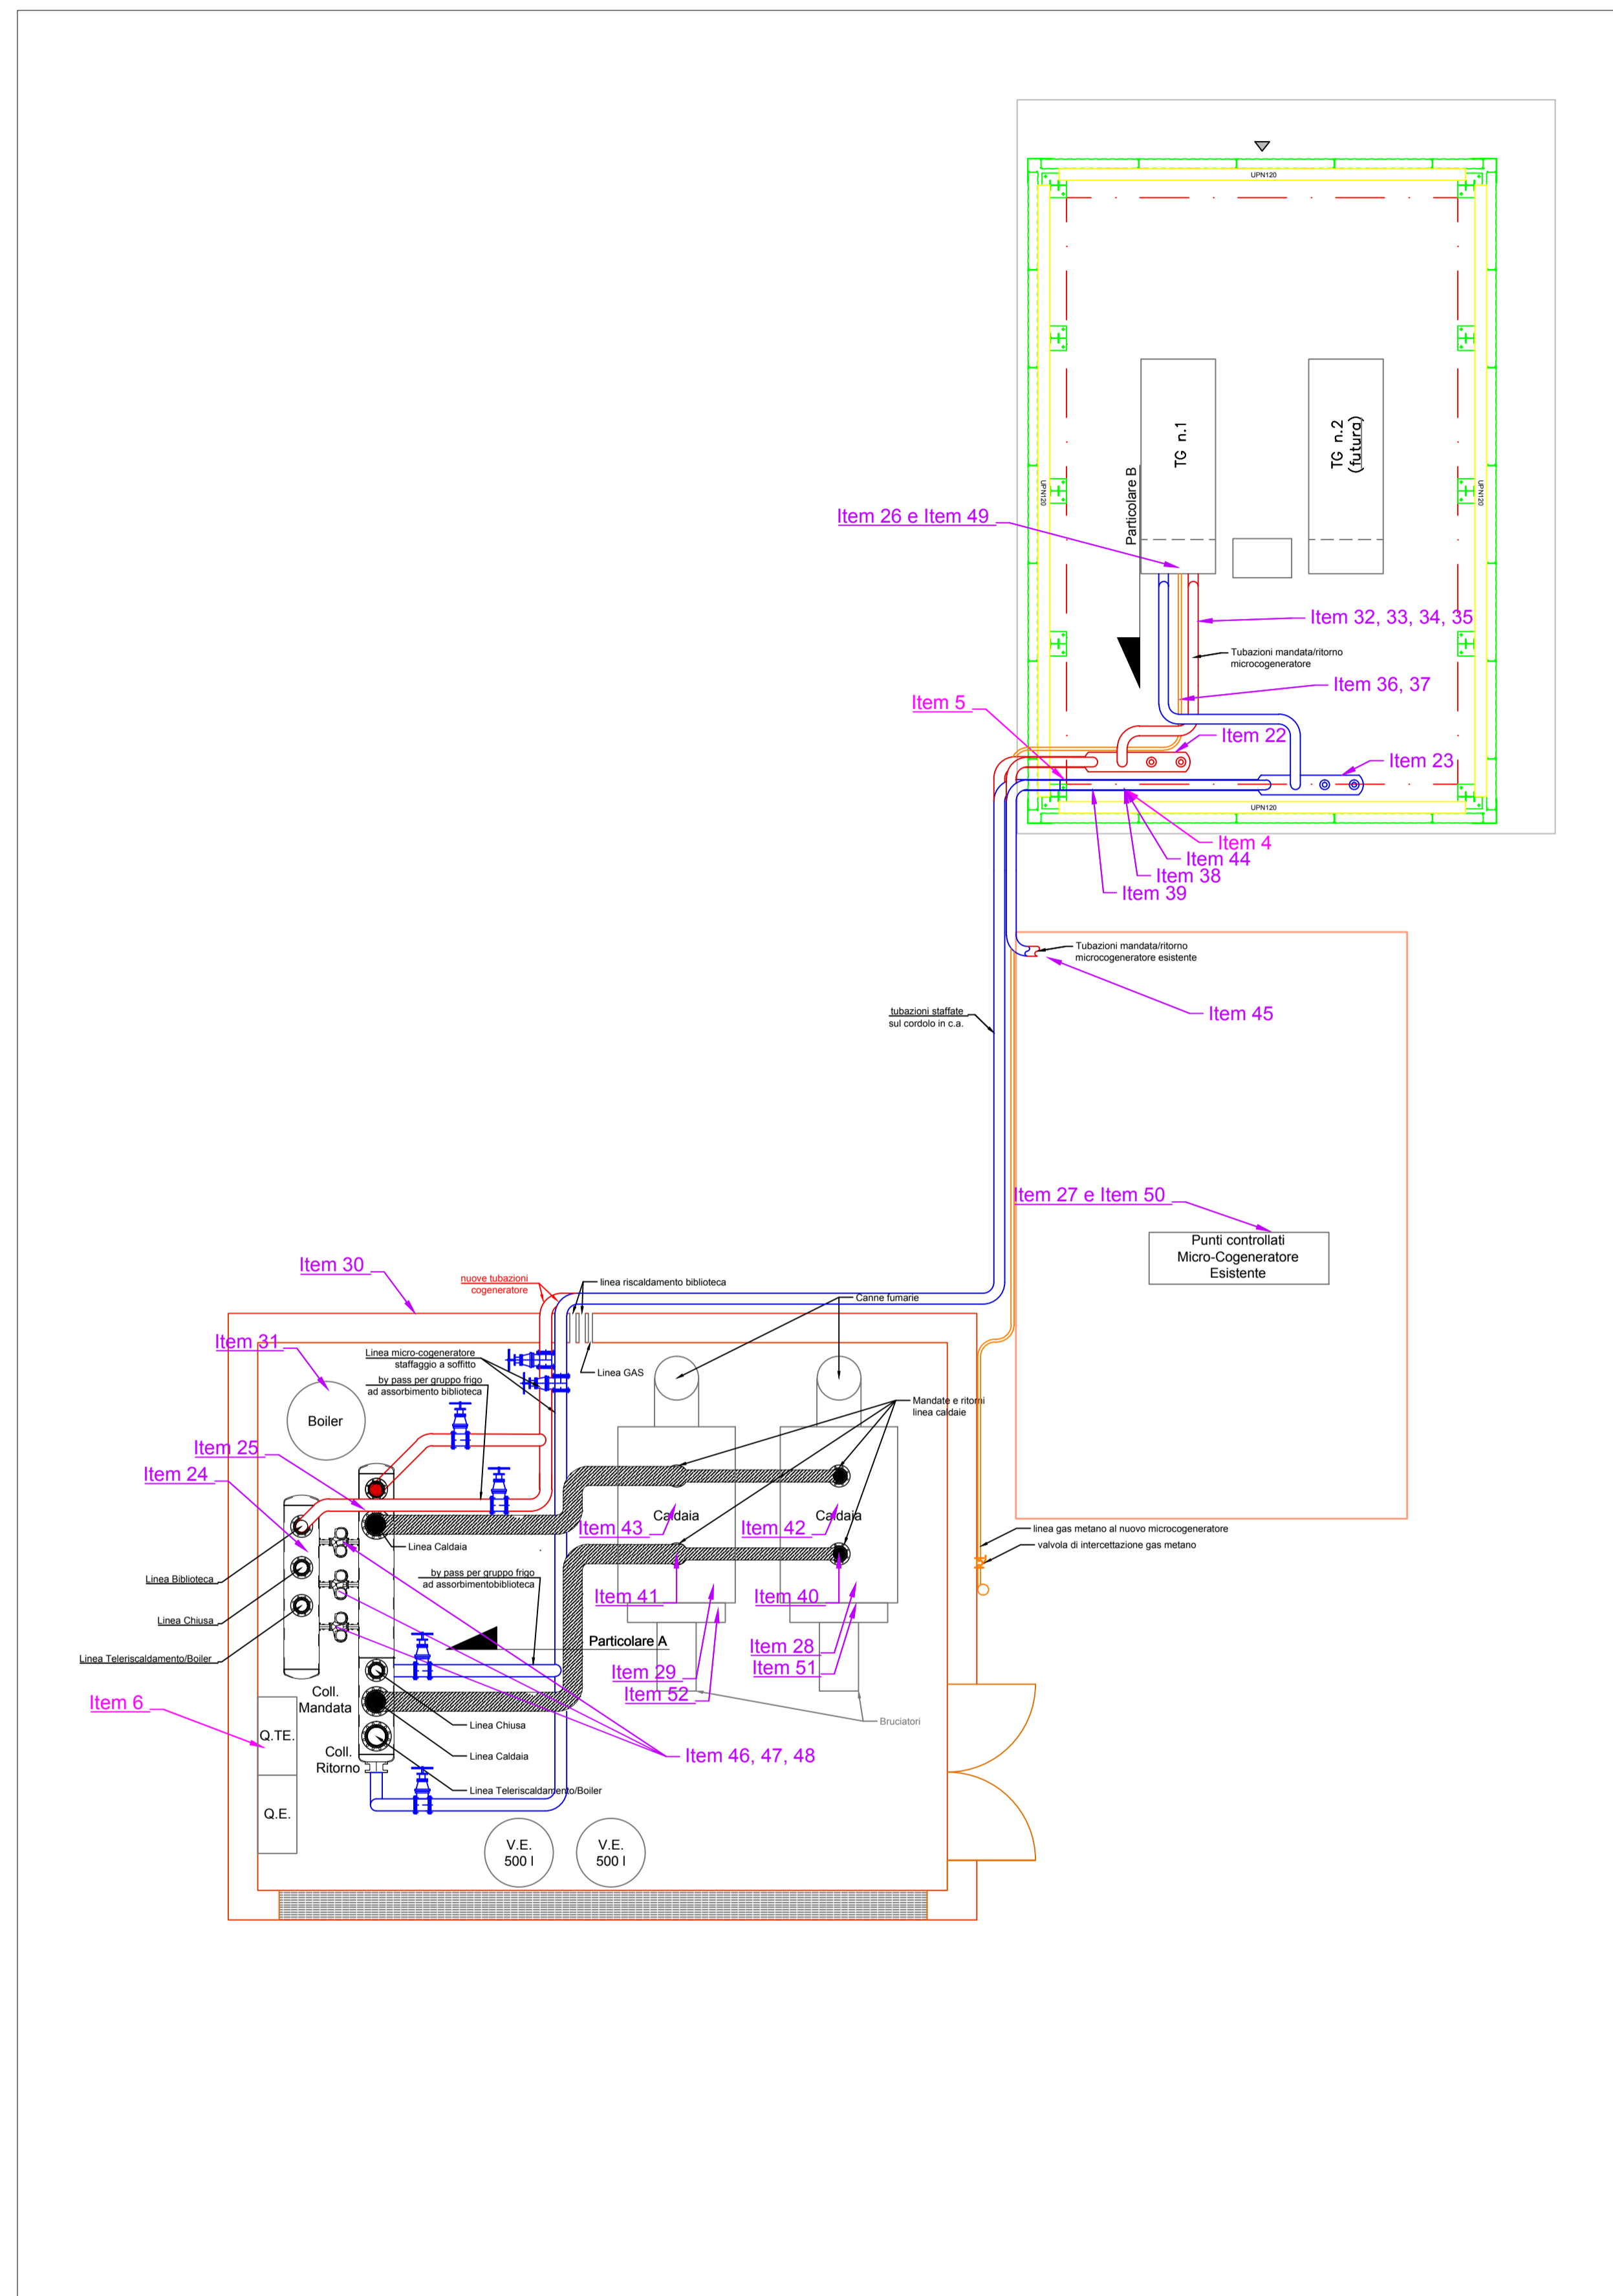 UPN120
TG n.1
TG n.2
(futura)
UPN120
UPN120
Particolare B
Item 26 e Item 49
Item 32, 33, 34, 35
Tubazioni mandata/ritorno
microcogeneratore
Item 36, 37
Item 5
Item 22
Item 23
UPN120
Item 4
Item 44
Item 38
Item 39
Tubazioni mandata/ritorno
microcogeneratore esistente
tubazioni staffate
sul cordolo in c.a.
Item 45
Item 27 e Item 50
Punti controllati
Micro-Cogeneratore
Esistente
Item 30
nuove tubazioni
cogeneratore
linea riscaldamento biblioteca
Canne fumarie
Item 31
Linea micro-cogeneratore
staffaggio a soffitto
Linea GAS
by pass per gruppo frigo
ad assorbimento biblioteca
Boiler
Mandate e ritorni
linea caldaie
Item 25
Item 24
Caldaia
Caldaia
Item 43
Item 42
linea gas metano al nuovo microcogeneratore
valvola di intercettazione gas metano
Linea Caldaia
by pass per gruppo frigo
ad assorbimentobiblioteca
Linea Biblioteca
Item 41
Item 40
Linea Chiusa
Particolare A
Item 28
Linea Teleriscaldamento/Boiler
Item 29
Item 51
Item 52
Coll.
Mandata
Item 6
Linea Chiusa
Bruciatori
Q.TE.
Coll.
Ritorno
Linea Caldaia
Item 46, 47, 48
Linea Teleriscaldamento/Boiler
Q.E.
V.E.
500 l
V.E.
500 l